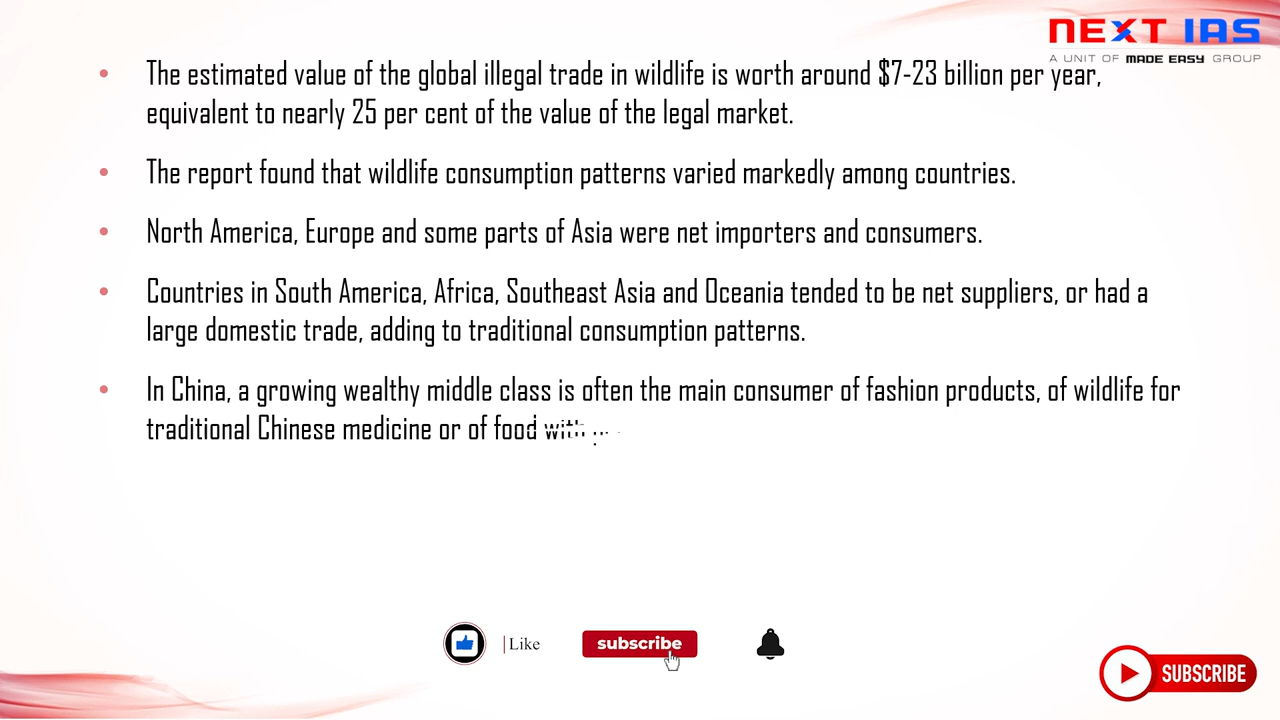 NEXT IAS
A UNIT OF MADE EASY GROUP
• The estimated value of the global illegal trade in wildlife is worth around $7-23 billion per year,
equivalent to nearly 25 per cent of the value of the legal market.
• The report found that wildlife consumption patterns varied markedly among countries.
• North America, Europe and some parts of Asia were net importers and consumers.
• Countries in South America, Africa, Southeast Asia and Oceania tended to be net suppliers, or had a
large domestic trade, adding to traditional consumption patterns.
• In China, a growing wealthy middle class is often the main consumer of fashion products, of wildlife for
traditional Chinese medicine or of food with
Like
subscribe
SUBSCRIBE